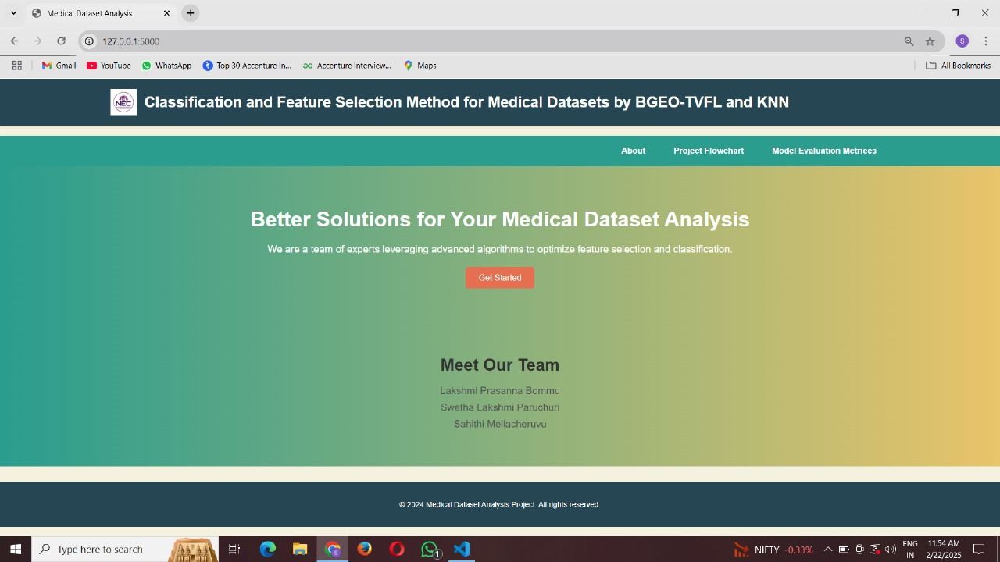 Medical Dataset Analysis
127.0.0.1:5000
S
Gmail
YouTube
WhatsApp
Top 30 Accenture In...
Accenture Interview...
Maps
All Bookmarks
NEC
Classification and Feature Selection Method for Medical Datasets by BGEO-TVFL and KNN
About
Project Flowchart
Model Evaluation Metrices
Better Solutions for Your Medical Dataset Analysis
We are a team of experts leveraging advanced algorithms to optimize feature selection and classification.
Get Started
Meet Our Team
Lakshmi Prasanna Bommu
Swetha Lakshmi Paruchuri
Sahithi Mellacheruvu
© 2024 Medical Dataset Analysis Project. All rights reserved.
Type here to search
1
NIFTY -0.33%
ENG
IN
11:54 AM
2/22/2025